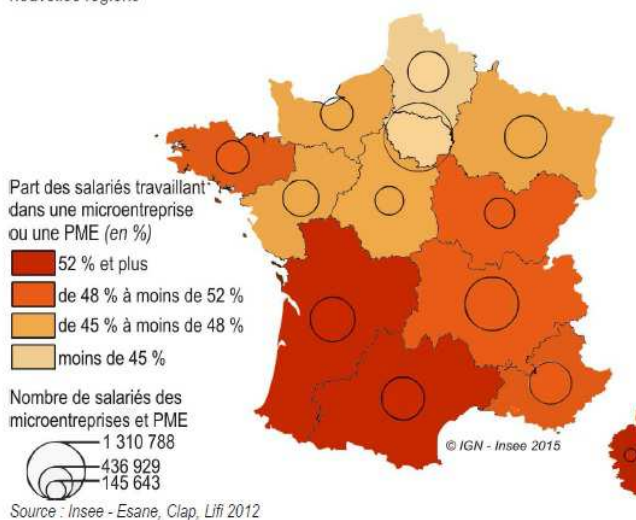 nouvelles régions
Part des salariés travaillant
dans une microentreprise
ou une PME (en %)
52 % et plus
de 48 % à moins de 52 %
de 45 % à moins de 48 %
moins de 45 %
Nombre de salariés des
microentreprises et PME
1 310 788
436 929
145 643
© IGN - Insee 2015
Source : Insee - Esane, Clap, Lifi 2012